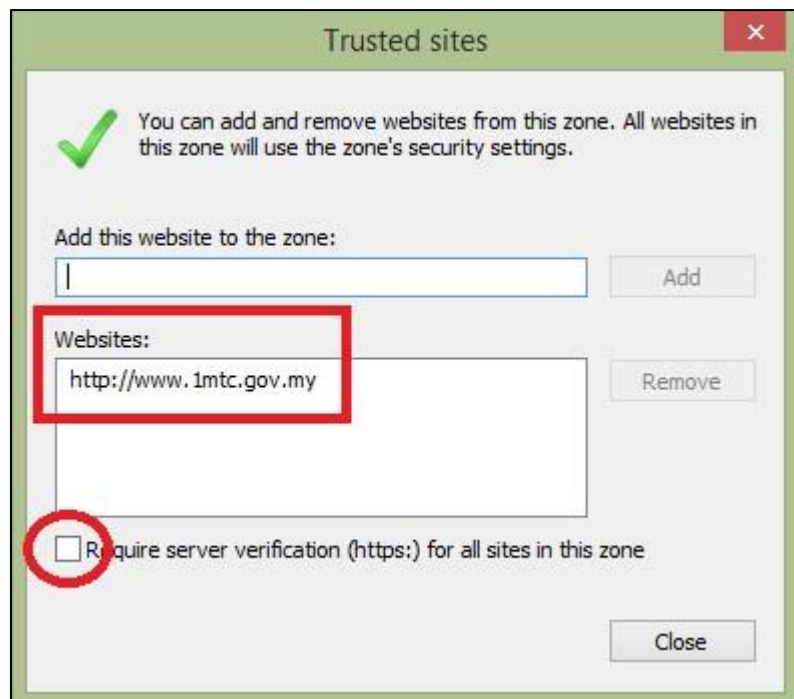 Trusted sites
You can add and remove websites from this zone. All websites in
this zone will use the zone's security settings.
Add this website to the zone:
Add
Websites:
http://www.1mtc.gov.my
Remove
Require server verification (https:) for all sites in this zone
Close